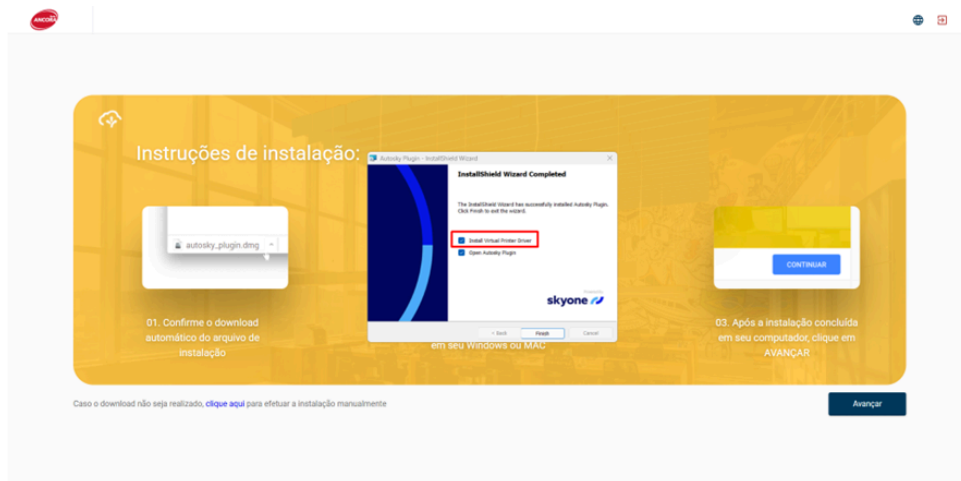 ANCORA
Instruções de instalação:
autosky_plugin.dmg
01. Confirme o download
automático do arquivo de
instalação
Autosky Plugin - InstallShield Wizard
InstallShield Wizard Completed
The InstallShield Wizard has successfully installed Autosky Plugin.
Click Finish to exit the wizard.
Install Virtual Printer Driver
Open Autosky Plugin
skyone
< Back
Finish
Cancel
em seu Windows ou MAC
CONTINUAR
03. Após a instalação concluída
em seu computador, clique em
AVANÇAR
Caso o download não seja realizado, clique aqui para efetuar a instalação manualmente
Avançar